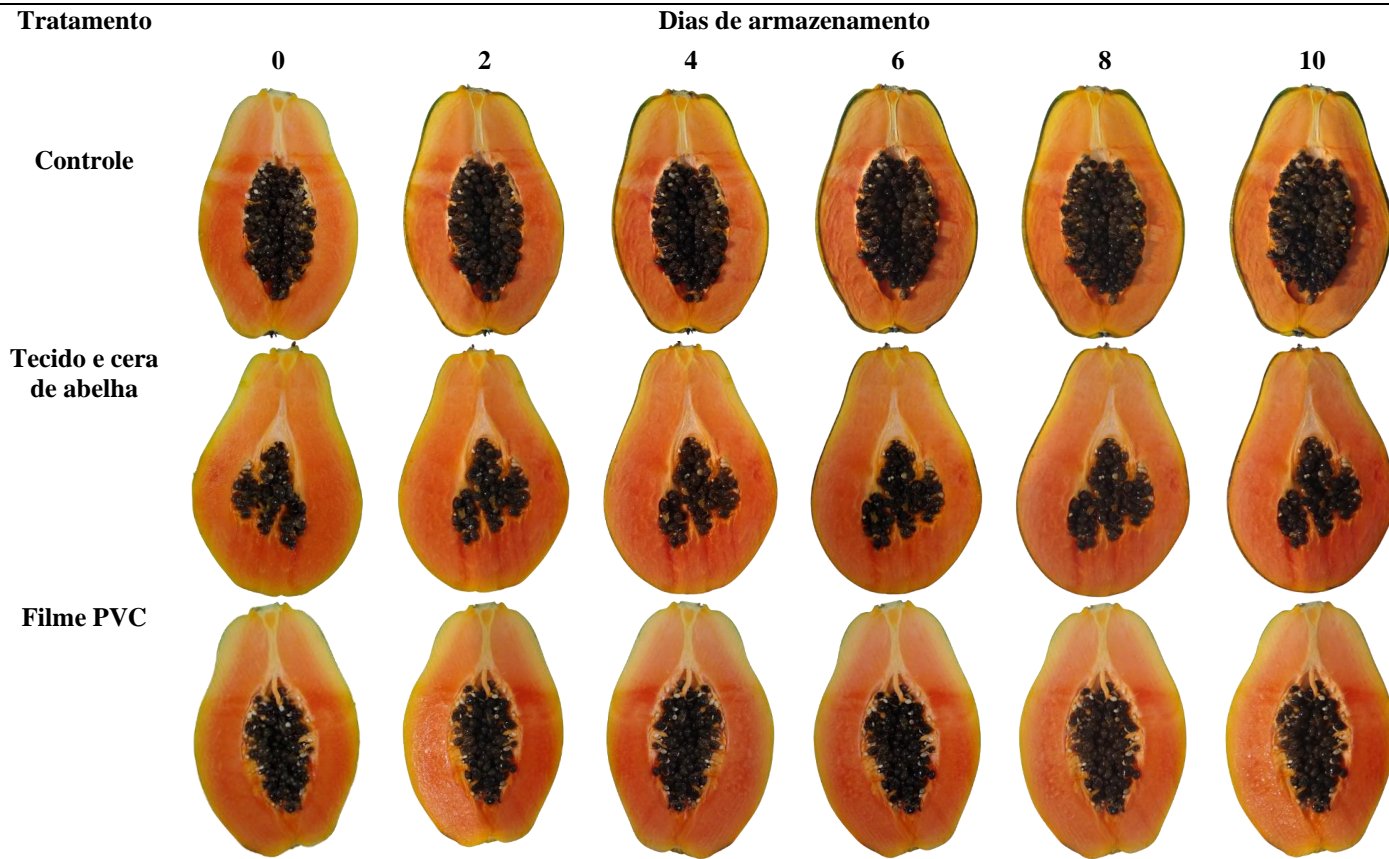 Tratamento
Dias de armazenamento
0 2 4 6 8 10
Controle
Tecido e cera
de abelha
Filme PVC